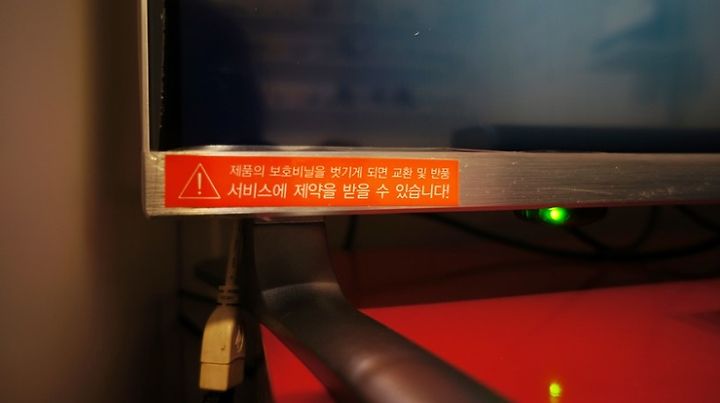 제품의 보호비닐을 벗기게 되면 교환 및 반품
서비스에 제약을 받을 수 있습니다!